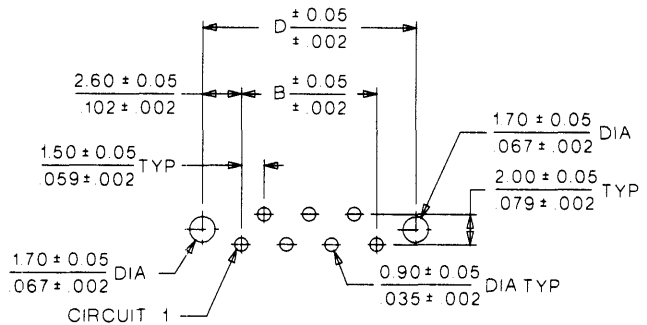 D ± 0.05
± .002
2.60 ± 0.05
.102 ± .002
B ± 0.05
± .002
1.70 ± 0.05
.067 ± .002 DIA
1.50 ± 0.05
.059 ± .002 TYP
2.00 ± 0.05
.079 ± .002 TYP
1.70 ± 0.05
.067 ± .002 DIA
0.90 ± 0.05
.035 ± .002 DIA TYP
CIRCUIT 1